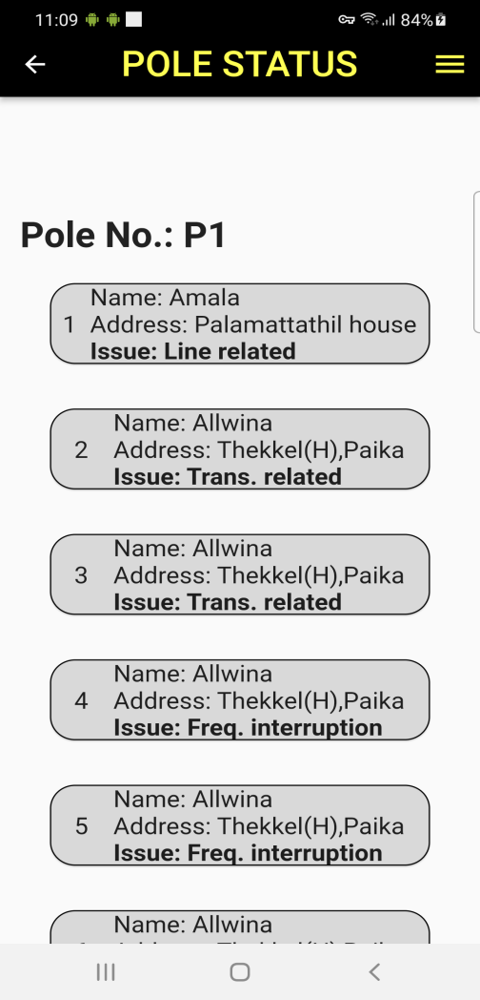 11:09 84%
POLE STATUS
Pole No.: P1
Name: Amala
1 Address: Palamattathil house
Issue: Line related
Name: Allwina
2 Address: Thekkel(H),Paika
Issue: Trans. related
Name: Allwina
3 Address: Thekkel(H),Paika
Issue: Trans. related
Name: Allwina
4 Address: Thekkel(H),Paika
Issue: Freq. interruption
Name: Allwina
5 Address: Thekkel(H),Paika
Issue: Freq. interruption
Name: Allwina